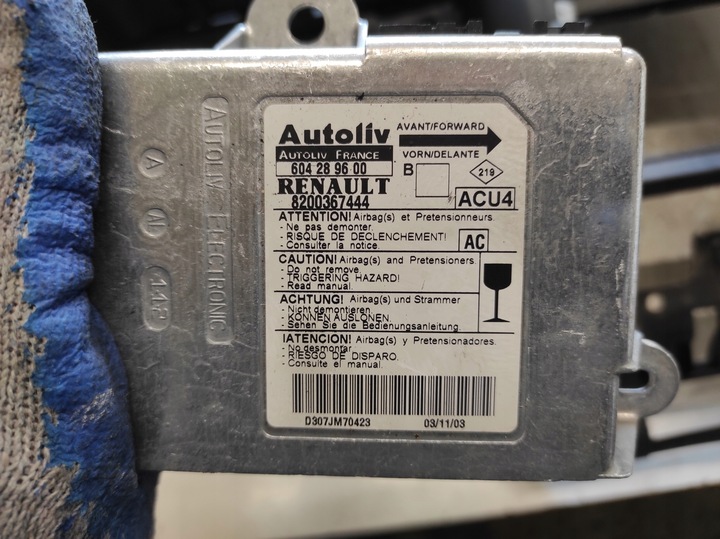 AUTOLIV ELECTRONIC
A
Autoliv
AUTOLIV FRANCE
604 28 96 00
RENAULT
8200367444
AVANT/FORWARD
VORN/DELANTE
B
219
ACU4
ATTENTION! Airbag(s) et Pretensionneurs.
- Ne pas demonter.
- RISQUE DE DECLENCHEMENT!
- Consulter la notice.
AC
CAUTION! Airbag(s) and Pretensioners
- Do not remove.
- TRIGGERING HAZARD!
- Read manual.
ACHTUNG! Airbag(s) und Strammer
- Nicht demontieren.
- KÖNNEN AUSLÖNEN.
- Sehen Sie die Bedienungsanleitung.
!ATENCION! Airbag(s) y Pretensionadores.
- No desmontar
- RIESGO DE DISPARO.
- Consulte el manual.
D307JM70423
03/11/03